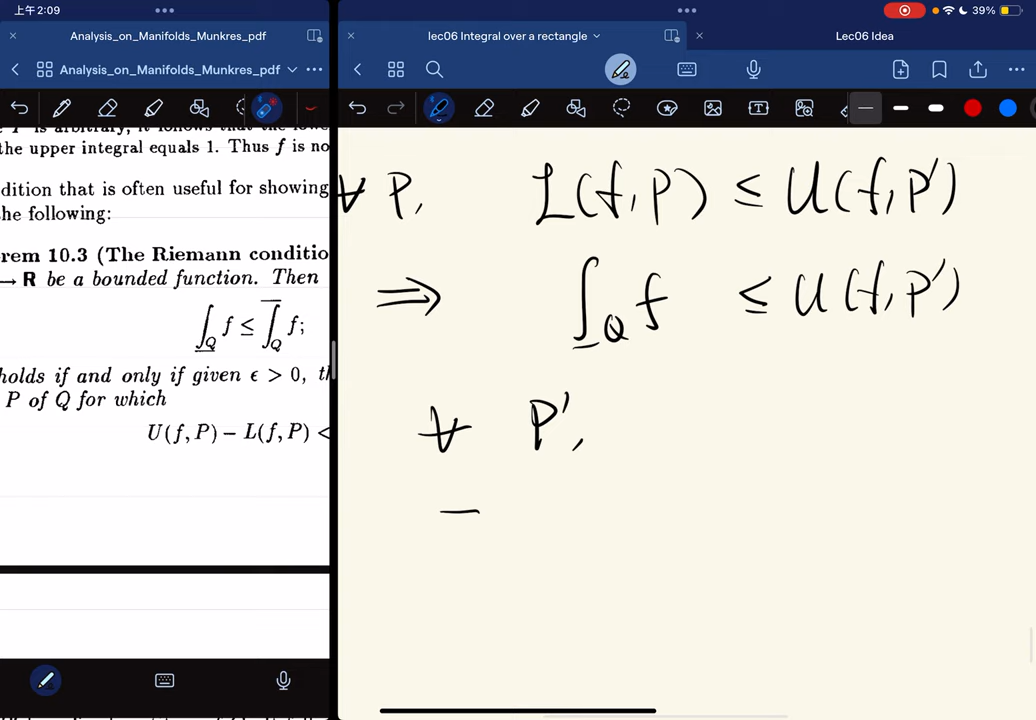 上午2:09
39%
Analysis_on_Manifolds_Munkres_pdf
lec06 Integral over a rectangle
Lec06 Idea
Analysis_on_Manifolds_Munkres_pdf
the upper integral equals 1. Thus f is no
dition that is often useful for showing
the following:
rem 10.3 (The Riemann conditio
→ R be a bounded function. Then
∫_Q f ≤ ∫̅_Q f;
holds if and only if given ϵ > 0, th
P of Q for which
U(f, P) − L(f, P) <
∀ P, L(f, P) ≤ U(f, P′)
⟹ ∫_Q f ≤ U(f, P′)
∀ P′,
—